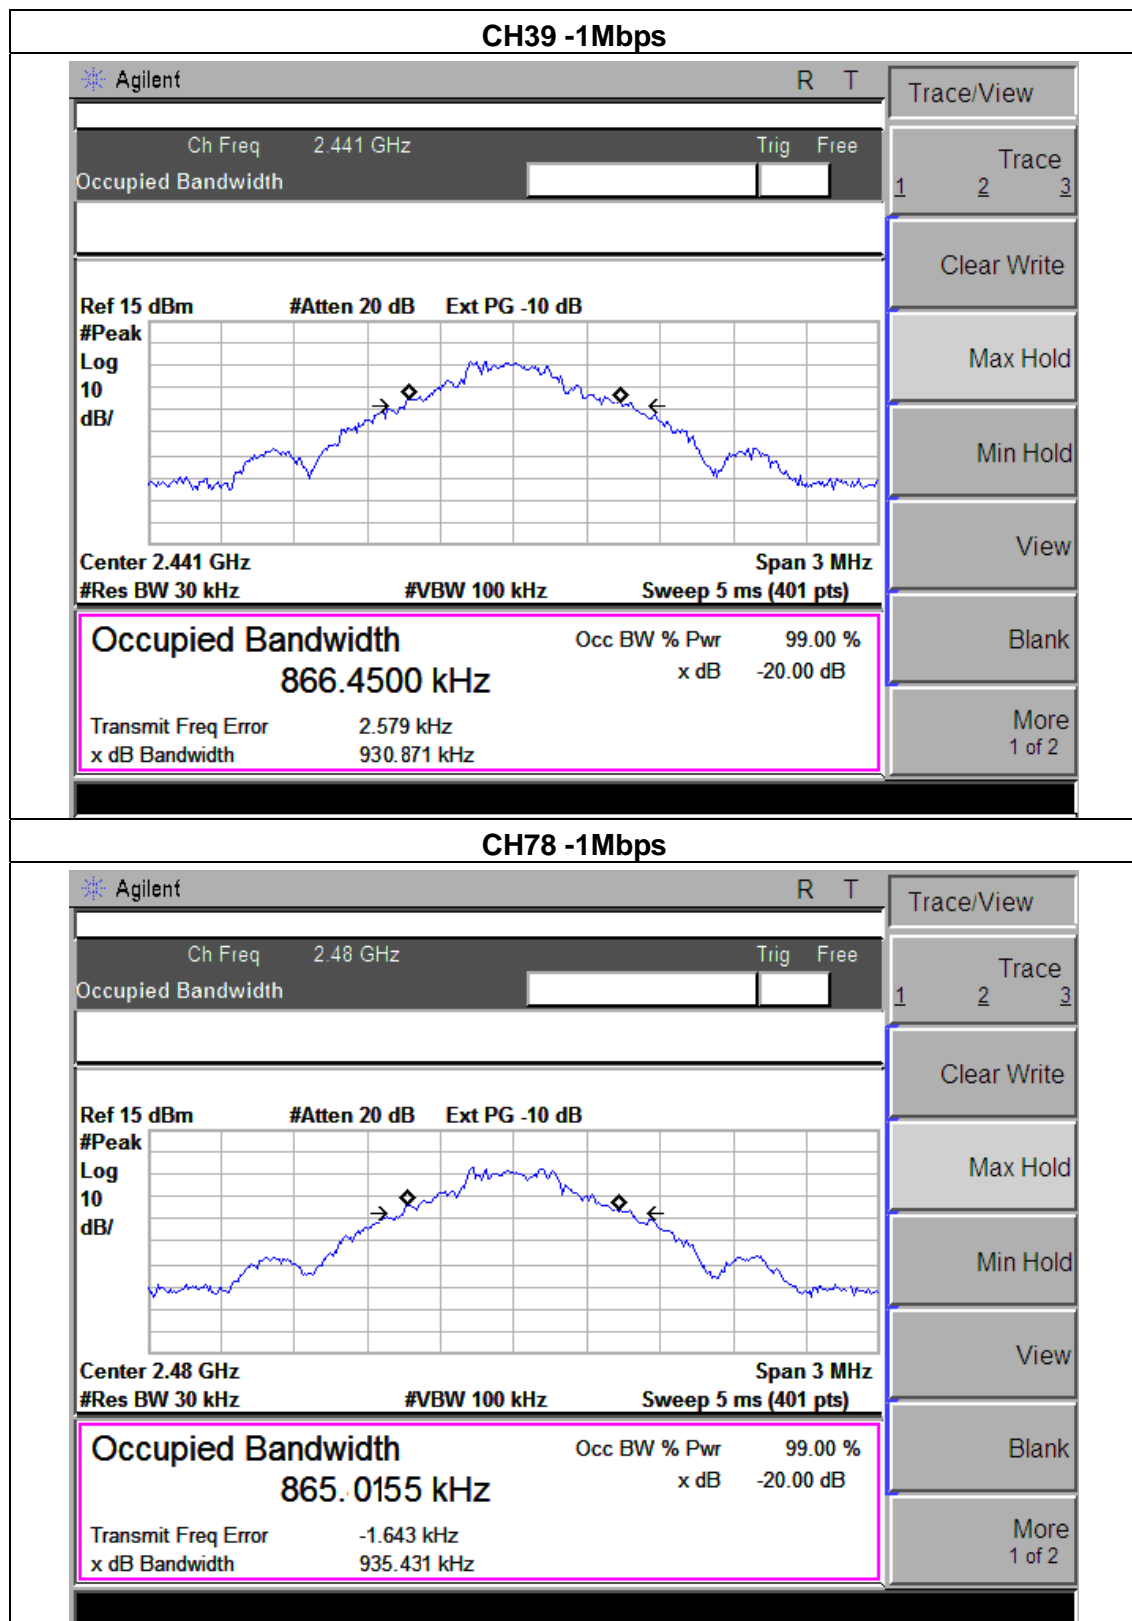 CH39 -1Mbps
Agilent R T
Trace/View
Ch Freq 2.441 GHz Trig Free
Occupied Bandwidth
Trace
1 2 3
Clear Write
Ref 15 dBm #Atten 20 dB Ext PG -10 dB
#Peak
Log
10
dB/
Max Hold
Min Hold
View
Center 2.441 GHz Span 3 MHz
#Res BW 30 kHz #VBW 100 kHz Sweep 5 ms (401 pts)
Occupied Bandwidth Occ BW % Pwr 99.00 %
866.4500 kHz x dB -20.00 dB
Transmit Freq Error 2.579 kHz
x dB Bandwidth 930.871 kHz
Blank
More
1 of 2
CH78 -1Mbps
Agilent R T
Trace/View
Ch Freq 2.48 GHz Trig Free
Occupied Bandwidth
Trace
1 2 3
Clear Write
Ref 15 dBm #Atten 20 dB Ext PG -10 dB
#Peak
Log
10
dB/
Max Hold
Min Hold
View
Center 2.48 GHz Span 3 MHz
#Res BW 30 kHz #VBW 100 kHz Sweep 5 ms (401 pts)
Occupied Bandwidth Occ BW % Pwr 99.00 %
865.0155 kHz x dB -20.00 dB
Transmit Freq Error -1.643 kHz
x dB Bandwidth 935.431 kHz
Blank
More
1 of 2